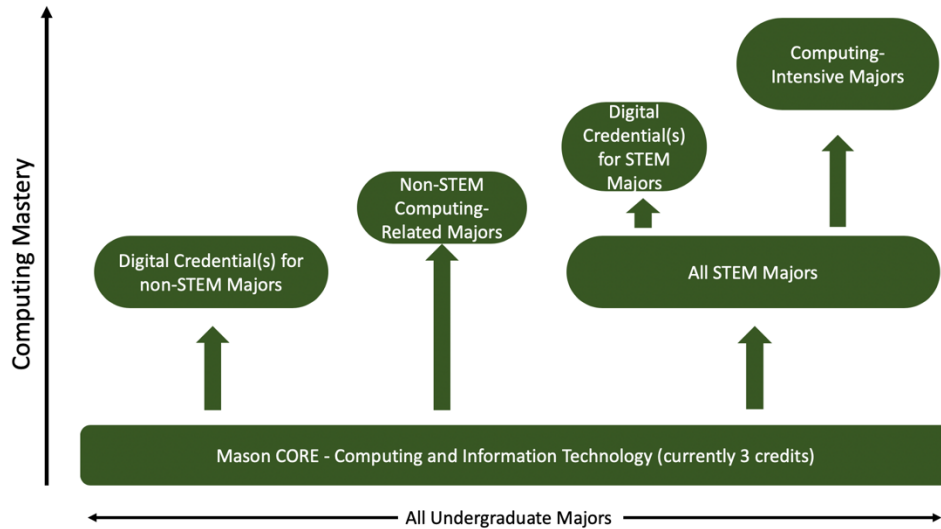 Computing-
Intensive Majors
Digital
Credential(s)
for STEM
Majors
Non-STEM
Computing-
Related Majors
Digital Credential(s) for
non-STEM Majors
All STEM Majors
Computing Mastery
Mason CORE - Computing and Information Technology (currently 3 credits)
All Undergraduate Majors